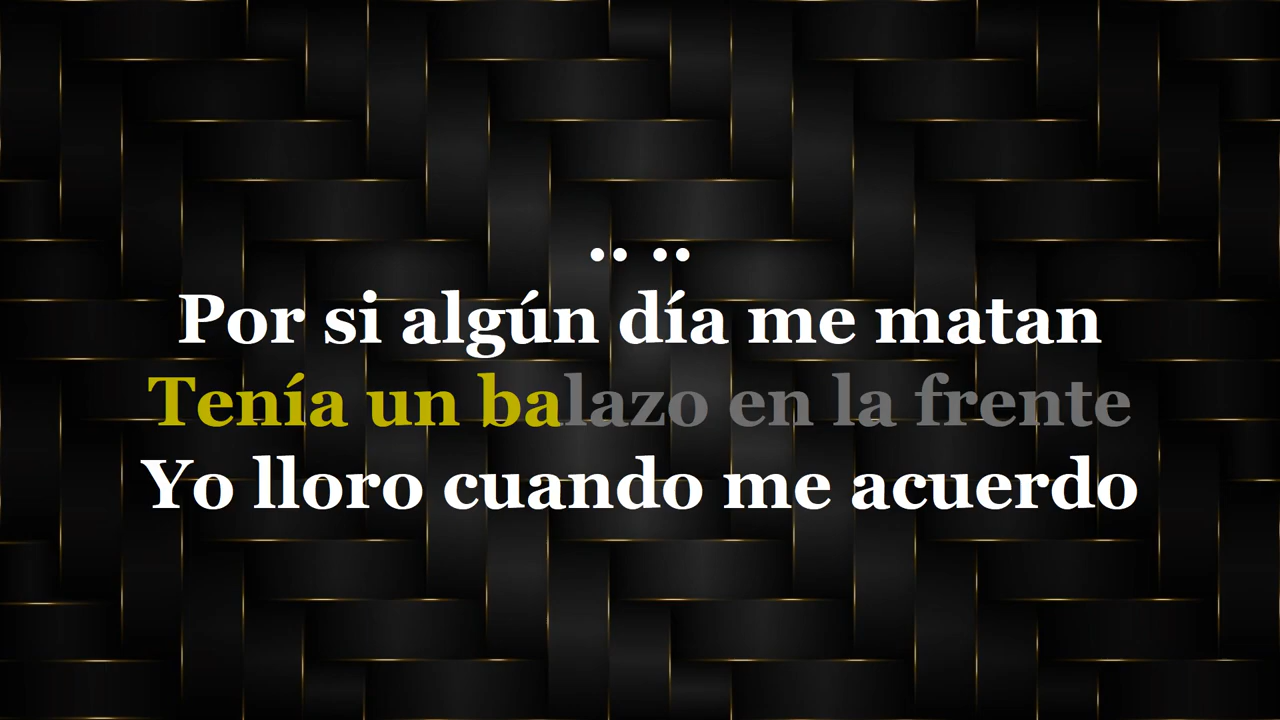 .. ..
Por si algún día me matan
Tenía un balazo en la frente
Yo lloro cuando me acuerdo